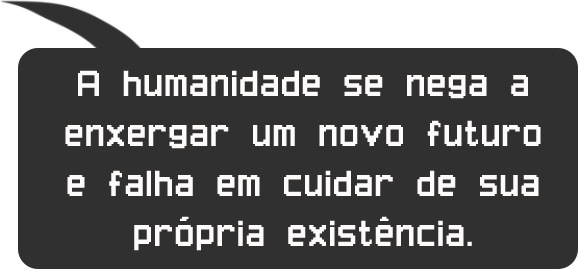 A humanidade se nega a
enxergar um novo futuro
e falha em cuidar de sua
própria existência.